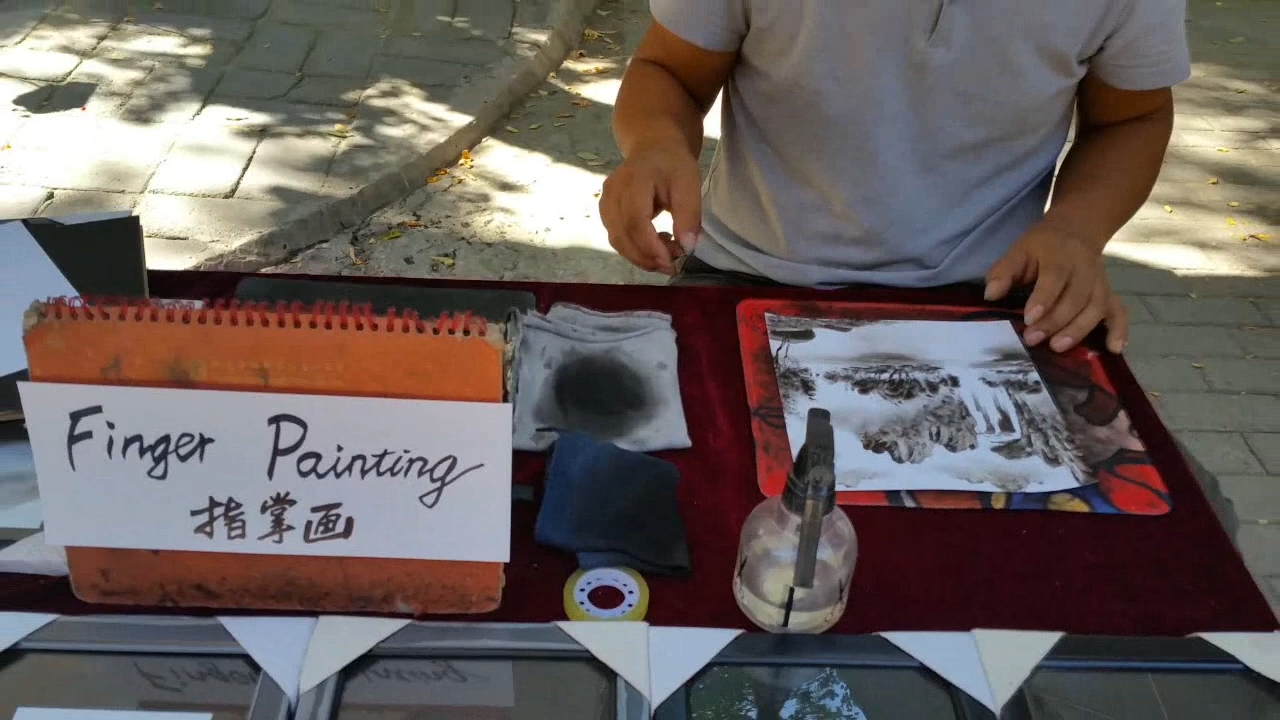 Finger Painting
指掌画